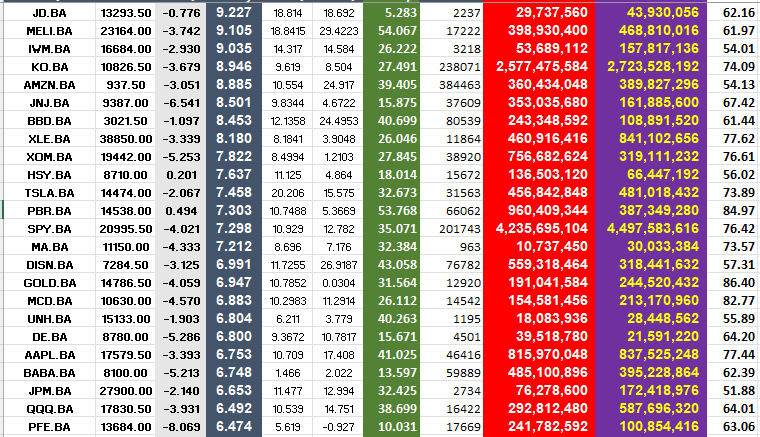 JD.BA 13293.50 -0.776 9.227 18.814 18.692 5.283 2237 29,737,560 43,930,056 62.16
MELI.BA 23164.00 -3.742 9.105 18.8415 29.4223 54.067 17222 398,930,400 468,810,016 61.97
IWM.BA 16684.00 -2.930 9.035 14.317 14.584 26.222 3218 53,689,112 157,817,136 54.01
KO.BA 10826.50 -3.679 8.946 9.619 8.504 27.491 238071 2,577,475,584 2,723,528,192 74.09
AMZN.BA 937.50 -3.051 8.885 10.554 24.917 39.405 384463 360,434,048 389,827,296 54.13
JNJ.BA 9387.00 -6.541 8.501 9.8344 4.6722 15.875 37609 353,035,680 161,885,600 67.42
BBD.BA 3021.50 -1.097 8.453 12.1358 24.4953 40.699 80539 243,348,592 108,891,520 61.44
XLE.BA 38850.00 -3.339 8.180 8.1841 3.9048 26.046 11864 460,916,416 841,102,656 77.62
XOM.BA 19442.00 -5.253 7.822 8.4994 1.2103 27.845 38920 756,682,624 319,111,232 76.61
HSY.BA 8710.00 0.201 7.637 11.125 4.864 18.014 15672 136,503,120 66,447,192 56.02
TSLA.BA 14474.00 -2.067 7.458 20.206 15.575 32.673 31563 456,842,848 481,018,432 73.89
PBR.BA 14538.00 0.494 7.303 10.7488 5.3669 53.768 66062 960,409,344 387,349,280 84.97
SPY.BA 20995.50 -4.021 7.298 10.929 12.782 35.071 201743 4,235,695,104 4,497,583,616 76.42
MA.BA 11150.00 -4.333 7.212 8.696 7.176 32.384 963 10,737,450 30,033,384 73.57
DISN.BA 7284.50 -3.125 6.991 11.7255 26.9187 43.058 76782 559,318,464 318,441,632 57.31
GOLD.BA 14786.50 -4.059 6.947 10.7852 0.0304 31.564 12920 191,041,584 244,520,432 86.40
MCD.BA 10630.00 -4.570 6.883 10.2983 11.2914 26.112 14542 154,581,456 213,170,960 82.77
UNH.BA 15133.00 -1.903 6.804 6.211 3.779 40.263 1195 18,083,936 28,448,562 55.89
DE.BA 8780.00 -5.286 6.800 9.3672 10.7817 15.671 4501 39,518,780 21,591,220 64.20
AAPL.BA 17579.50 -3.393 6.753 10.709 17.408 41.025 46416 815,970,048 837,525,248 77.44
BABA.BA 8100.00 -5.213 6.748 1.466 2.022 13.597 59889 485,100,896 395,228,864 62.39
JPM.BA 27900.00 -2.140 6.653 11.477 12.994 32.425 2734 76,278,600 172,418,976 51.88
QQQ.BA 17830.50 -3.931 6.492 10.539 14.751 38.699 16422 292,812,480 587,696,320 64.01
PFE.BA 13684.00 -8.069 6.474 5.619 -0.927 10.031 17669 241,782,592 100,854,416 63.06